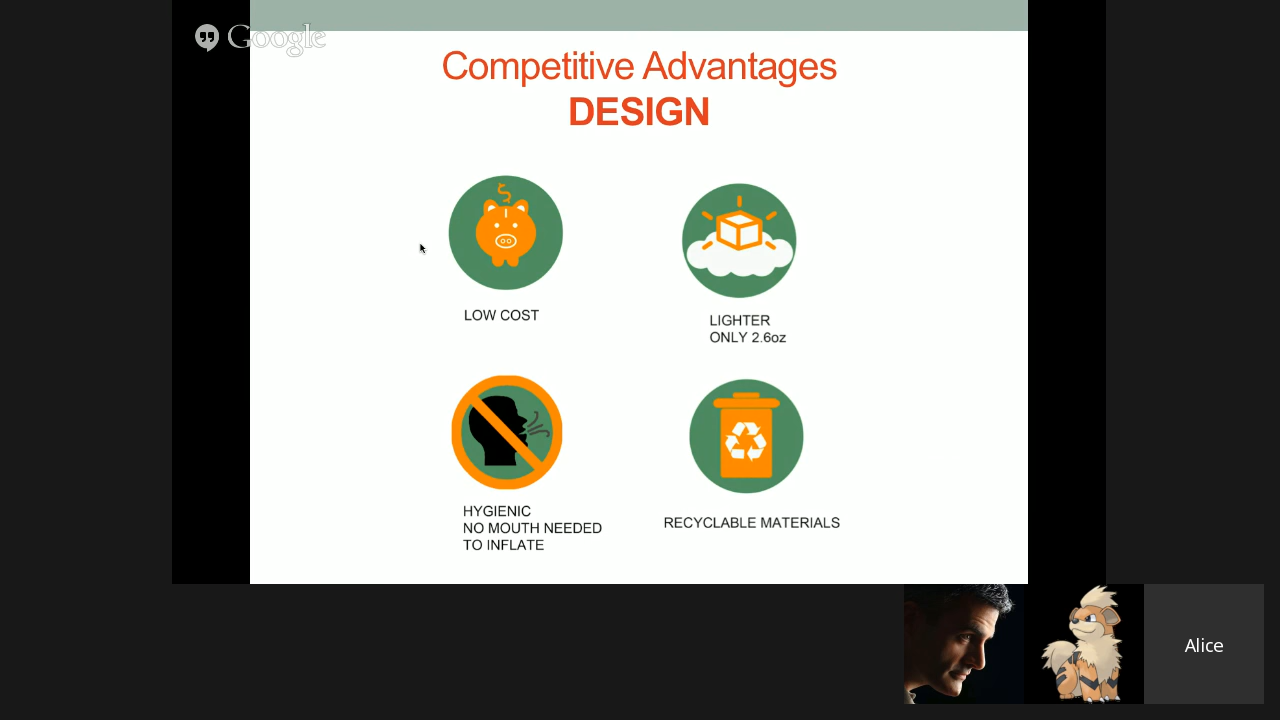 Google
Competitive Advantages
DESIGN
LOW COST
LIGHTER
ONLY 2.6oz
HYGIENIC
NO MOUTH NEEDED
TO INFLATE
RECYCLABLE MATERIALS
Alice